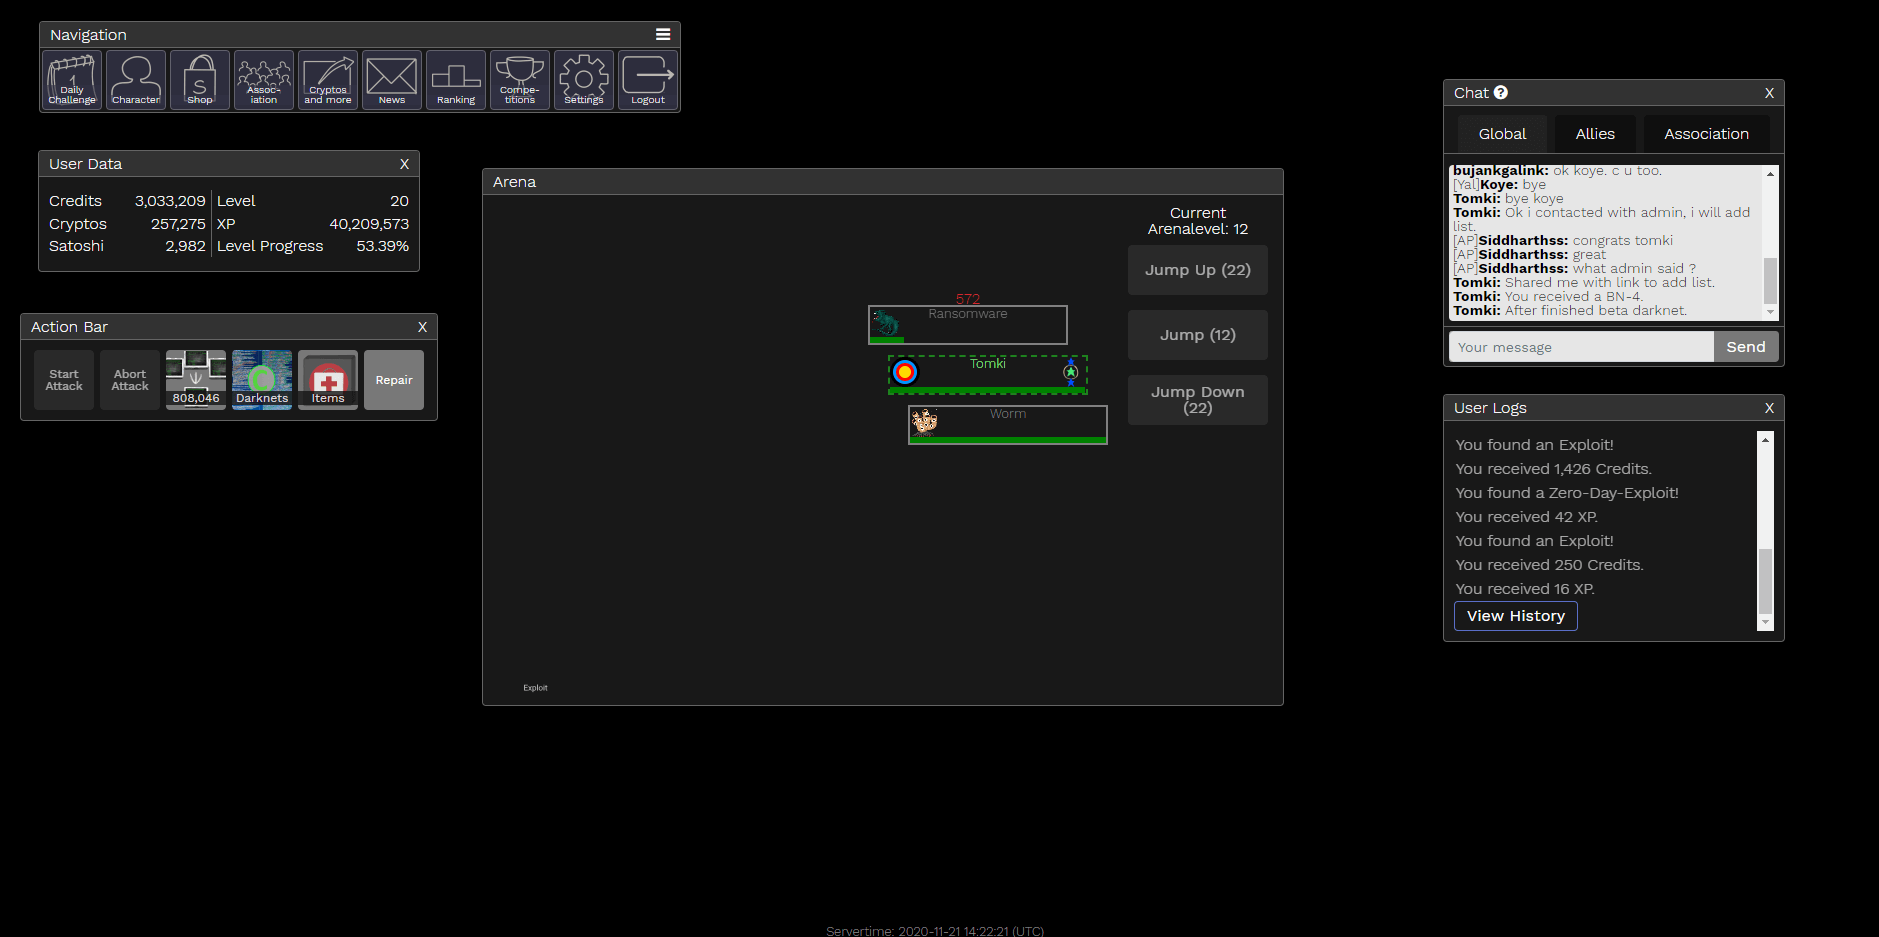 Navigation
1
Daily
Challenge
Character
S
Shop
Assoc-
iation
Cryptos
and more
News
Ranking
Compe-
titions
Settings
Logout
User Data X
Credits 3,033,209 Level 20
Cryptos 257,275 XP 40,209,573
Satoshi 2,982 Level Progress 53.39%
Action Bar X
Start
Attack
Abort
Attack
808,046
Darknets
Items
Repair
Arena
Current
Arenalevel: 12
Jump Up (22)
Jump (12)
Jump Down
(22)
572
Ransomware
Tomki
Worm
Exploit
Chat ? X
Global Allies Association
bujankgalink: ok koye. c u too.
[Yal]Koye: bye
Tomki: bye koye
Tomki: Ok i contacted with admin, i will add
list.
[AP]Siddharthss: congrats tomki
[AP]Siddharthss: great
[AP]Siddharthss: what admin said ?
Tomki: Shared me with link to add list.
Tomki: You received a BN-4.
Tomki: After finished beta darknet.
Your message Send
User Logs X
You found an Exploit!
You received 1,426 Credits.
You found a Zero-Day-Exploit!
You received 42 XP.
You found an Exploit!
You received 250 Credits.
You received 16 XP.
View History
Servertime: 2020-11-21 14:22:21 (UTC)